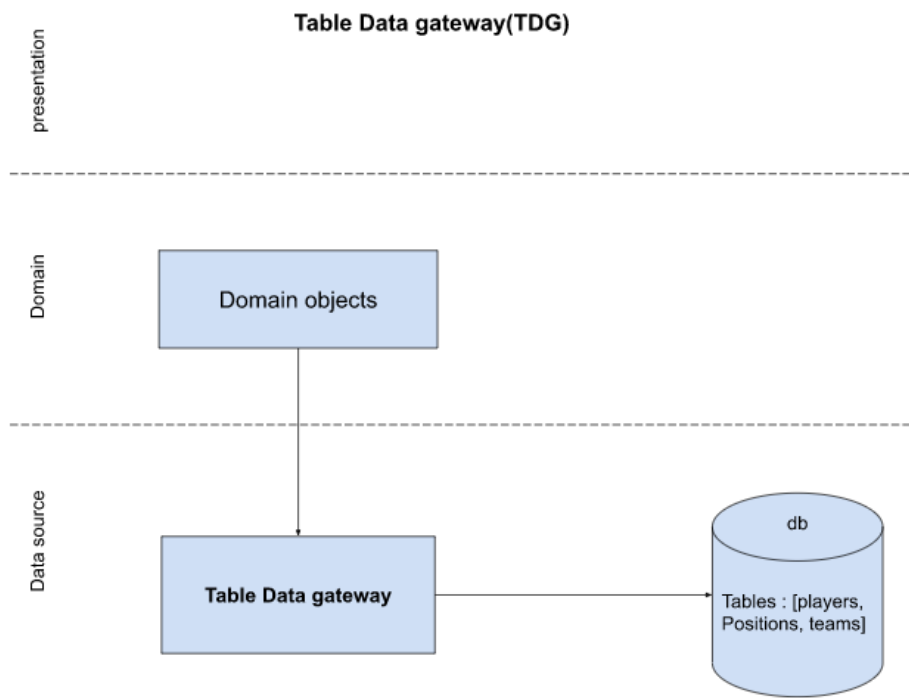 Table Data gateway(TDG)
presentation
Domain
Domain objects
Data source
Table Data gateway
db
Tables : [players,
Positions, teams]